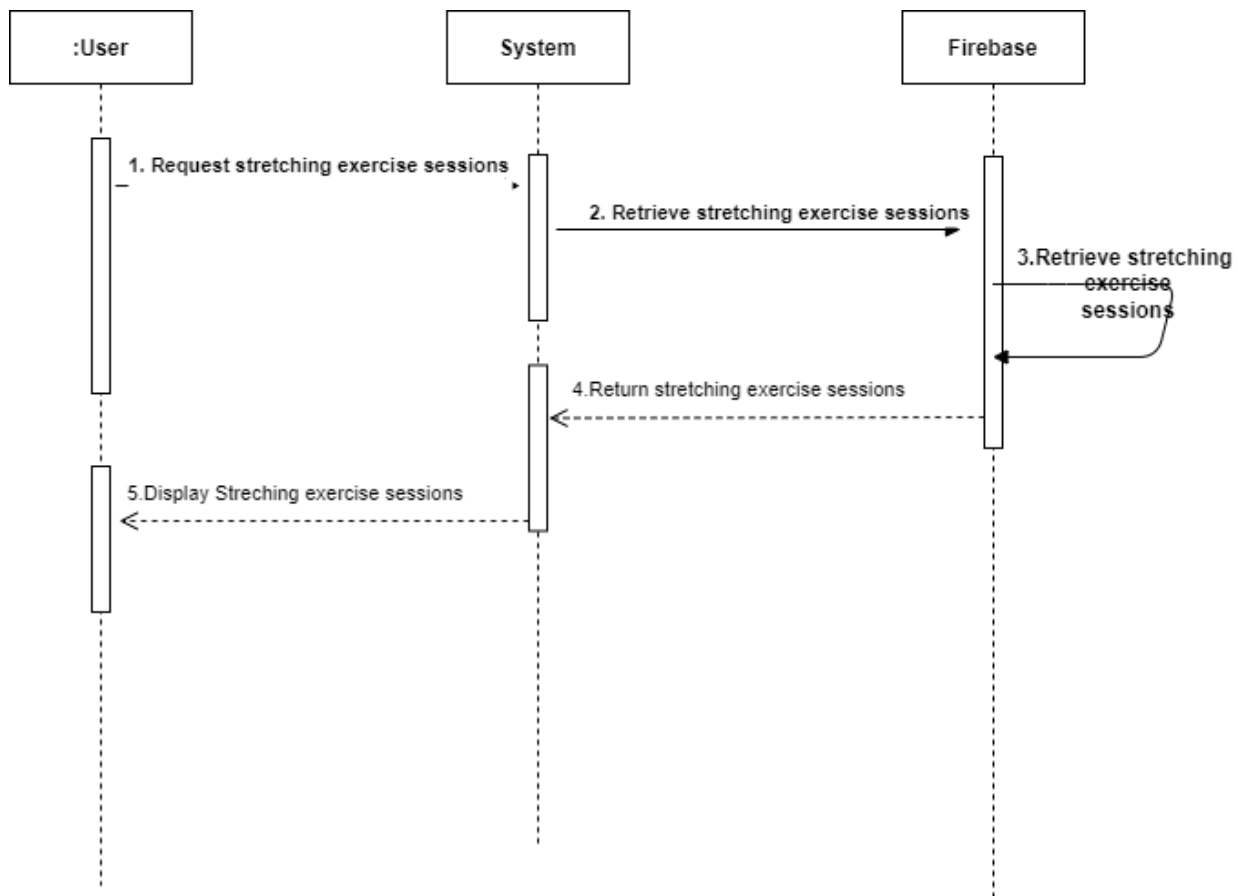 :User
System
Firebase
1. Request stretching exercise sessions
2. Retrieve stretching exercise sessions
3.Retrieve stretching
exercise
sessions
4.Return stretching exercise sessions
5.Display Streching exercise sessions